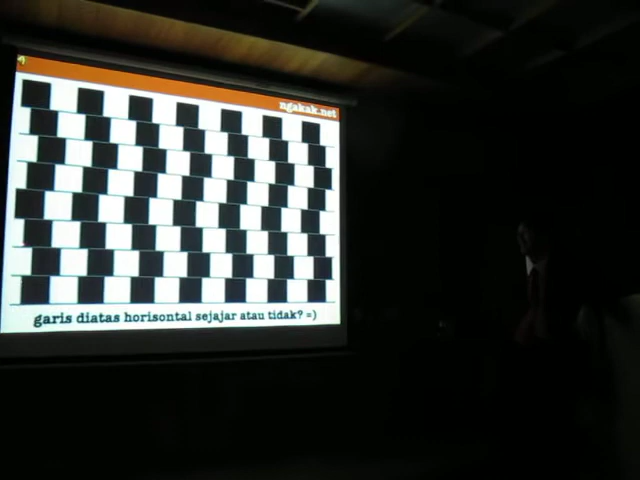 ngakak.net
garis diatas horisontal sejajar atau tidak? =)